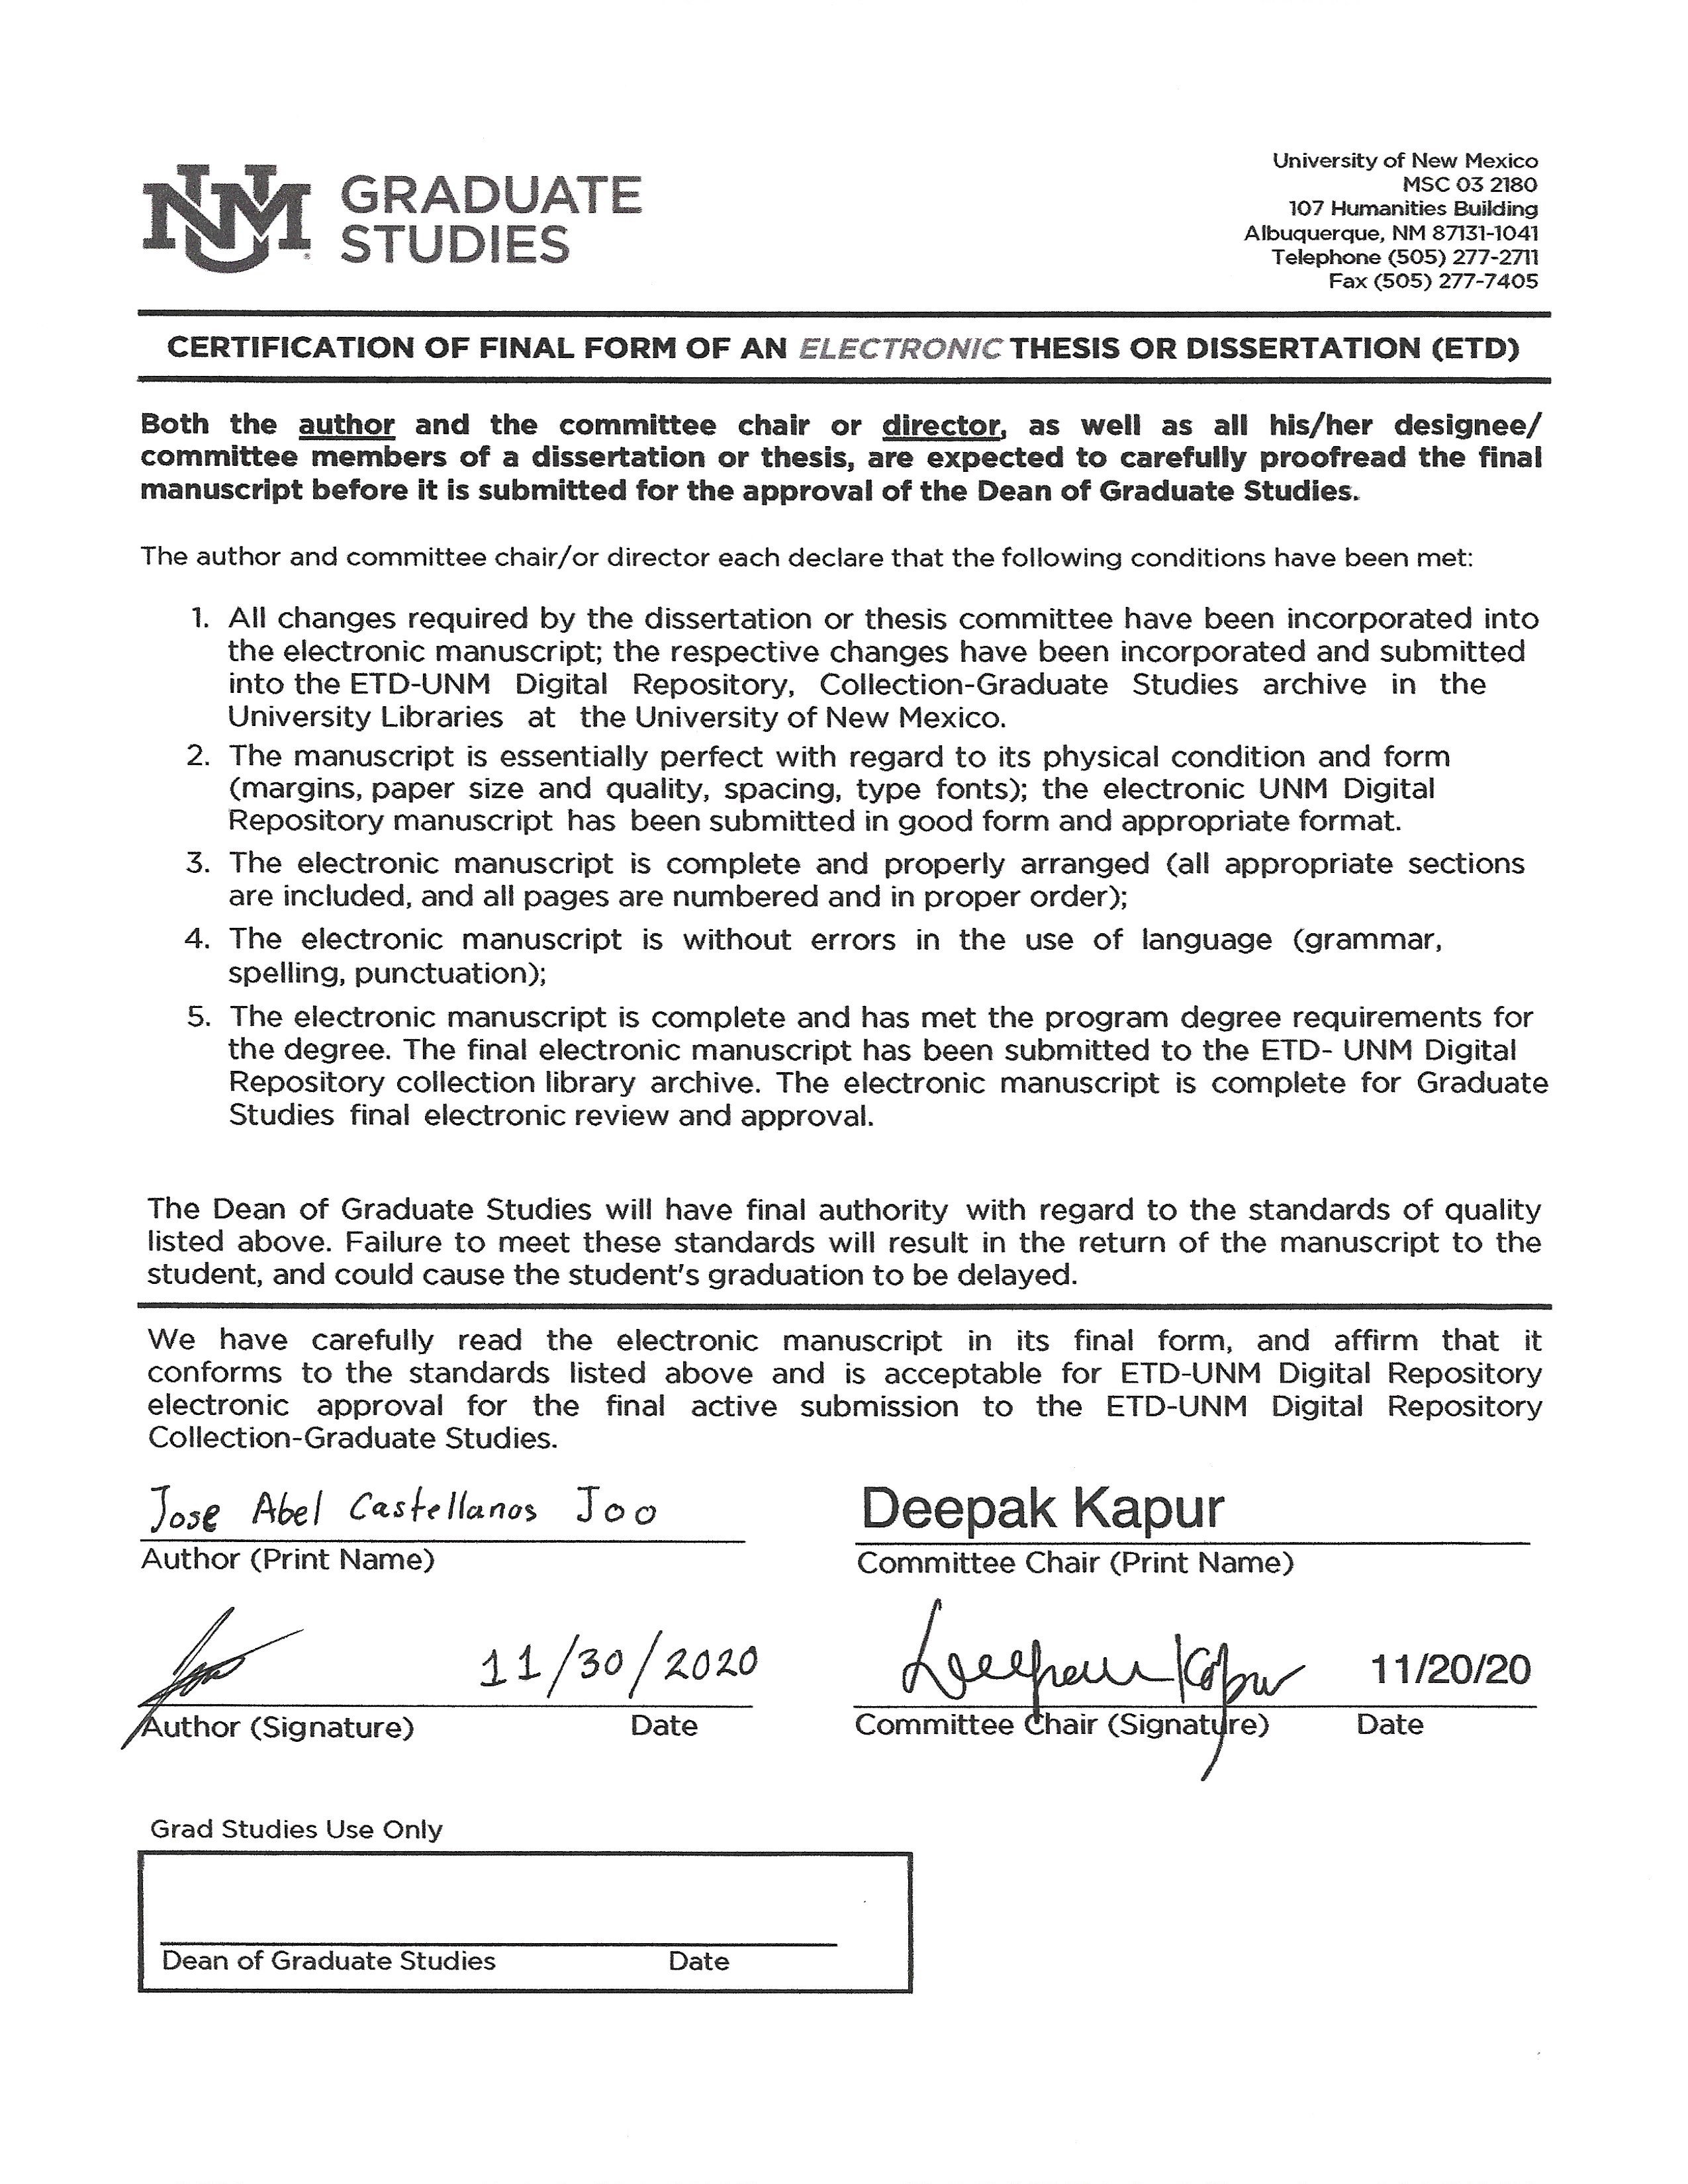 UNM GRADUATE
STUDIES
University of New Mexico
MSC 03 2180
107 Humanities Building
Albuquerque, NM 87131-1041
Telephone (505) 277-2711
Fax (505) 277-7405
CERTIFICATION OF FINAL FORM OF AN ELECTRONIC THESIS OR DISSERTATION (ETD)
Both the author and the committee chair or director, as well as all his/her designee/
committee members of a dissertation or thesis, are expected to carefully proofread the final
manuscript before it is submitted for the approval of the Dean of Graduate Studies.
The author and committee chair/or director each declare that the following conditions have been met:
1. All changes required by the dissertation or thesis committee have been incorporated into
the electronic manuscript; the respective changes have been incorporated and submitted
into the ETD-UNM Digital Repository, Collection-Graduate Studies archive in the
University Libraries at the University of New Mexico.
2. The manuscript is essentially perfect with regard to its physical condition and form
(margins, paper size and quality, spacing, type fonts); the electronic UNM Digital
Repository manuscript has been submitted in good form and appropriate format.
3. The electronic manuscript is complete and properly arranged (all appropriate sections
are included, and all pages are numbered and in proper order);
4. The electronic manuscript is without errors in the use of language (grammar,
spelling, punctuation);
5. The electronic manuscript is complete and has met the program degree requirements for
the degree. The final electronic manuscript has been submitted to the ETD- UNM Digital
Repository collection library archive. The electronic manuscript is complete for Graduate
Studies final electronic review and approval.
The Dean of Graduate Studies will have final authority with regard to the standards of quality
listed above. Failure to meet these standards will result in the return of the manuscript to the
student, and could cause the student's graduation to be delayed.
We have carefully read the electronic manuscript in its final form, and affirm that it
conforms to the standards listed above and is acceptable for ETD-UNM Digital Repository
electronic approval for the final active submission to the ETD-UNM Digital Repository
Collection-Graduate Studies.
Jose Abel Castellanos Joo
Author (Print Name)
Deepak Kapur
Committee Chair (Print Name)
11/30/2020
Author (Signature) Date
Deepak Kapur 11/20/20
Committee Chair (Signature) Date
Grad Studies Use Only
Dean of Graduate Studies Date